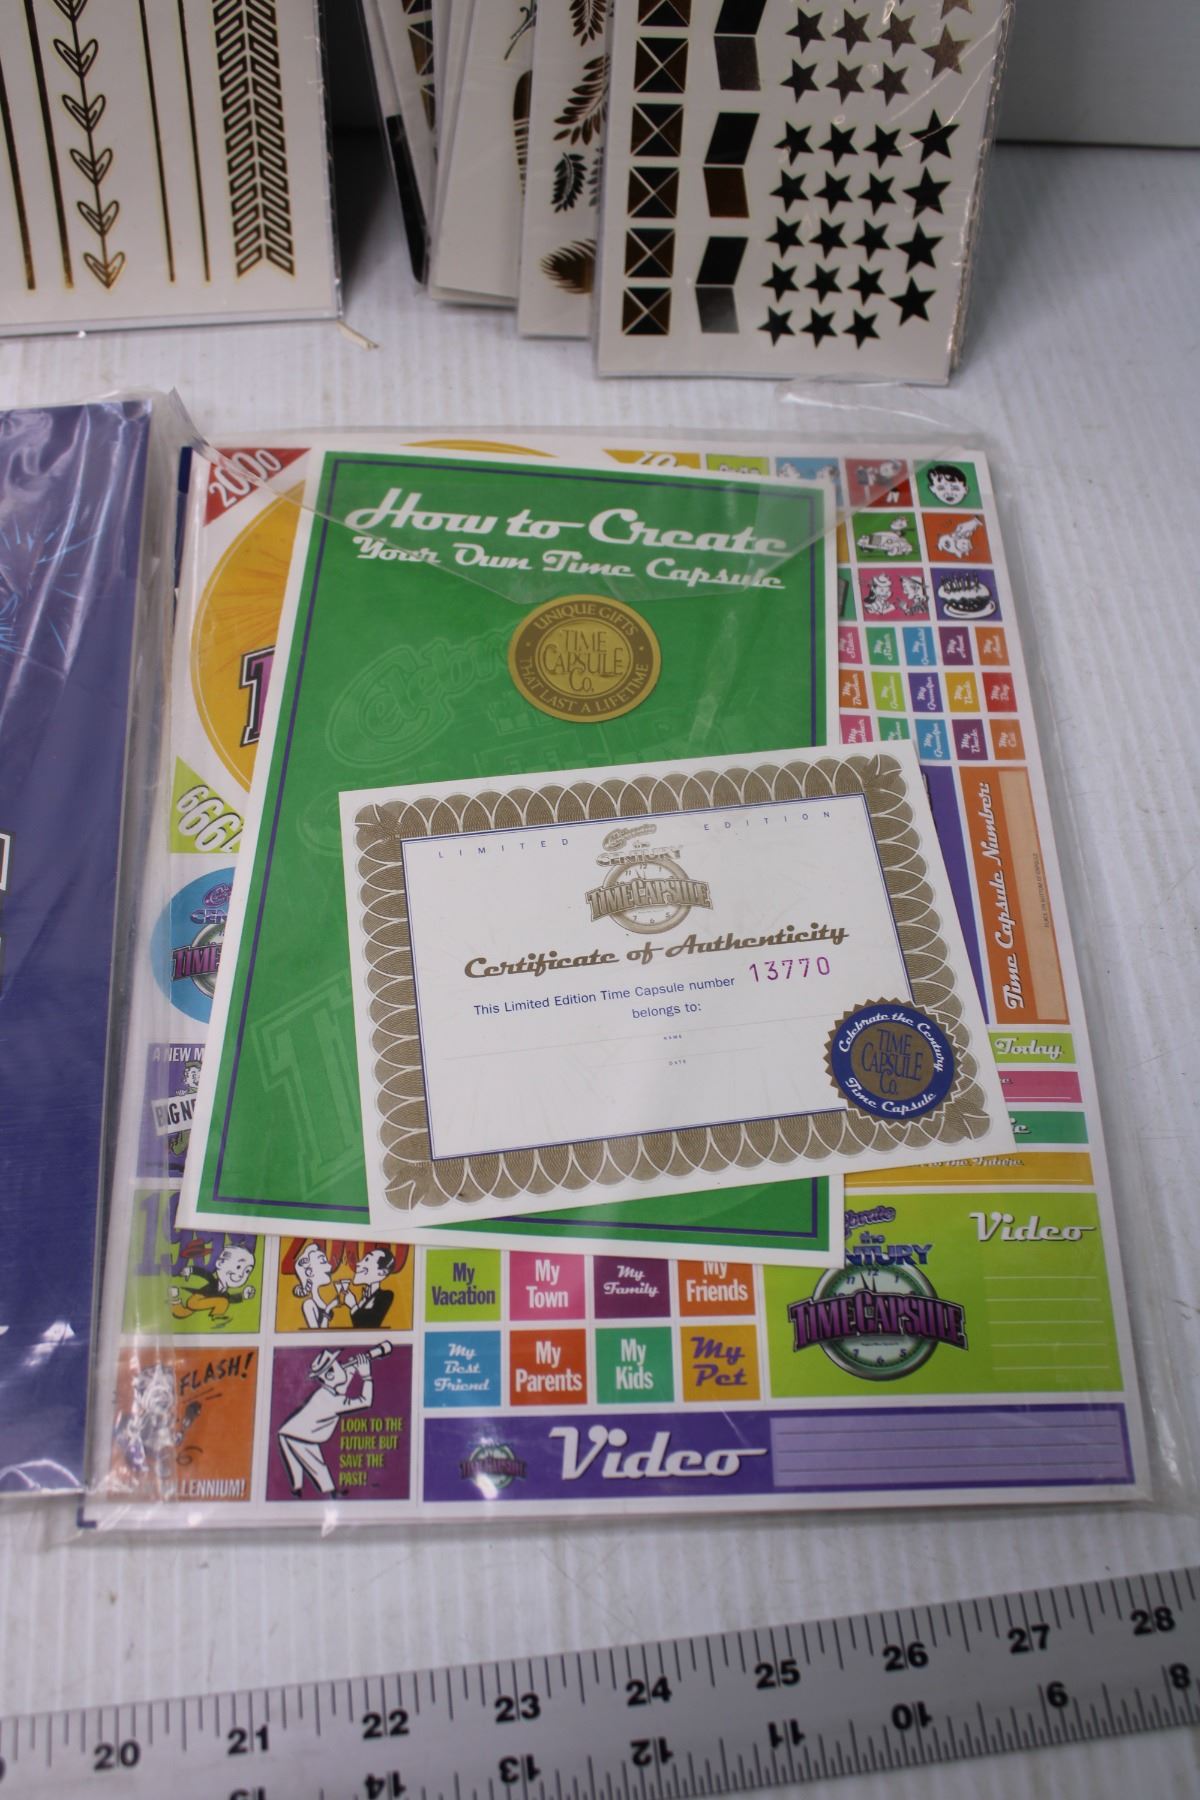 2000
How to Create
Your Own Time Capsule
UNIQUE GIFTS
TIME
CAPSULE
Co.
THAT LAST A LIFETIME
1999
LIMITED EDITION
Celebrate
the
CENTURY
TIME CAPSULE
Certificate of Authenticity
This Limited Edition Time Capsule number 13770
belongs to:
NAME
DATE
Celebrate the Century
TIME
CAPSULE
Co.
Time Capsule
Time Capsule Number:
Today
A NEW
Video
the
TIME CAPSULE
My
Vacation
My
Town
My
Family
My
Friends
My
Best
Friend
My
Parents
My
Kids
My
Pet
FLASH!
LOOK TO THE
FUTURE BUT
SAVE THE
PAST!
Video
20 21 22 23 24 25 26 27 28
14 13 12 11 10 6 8